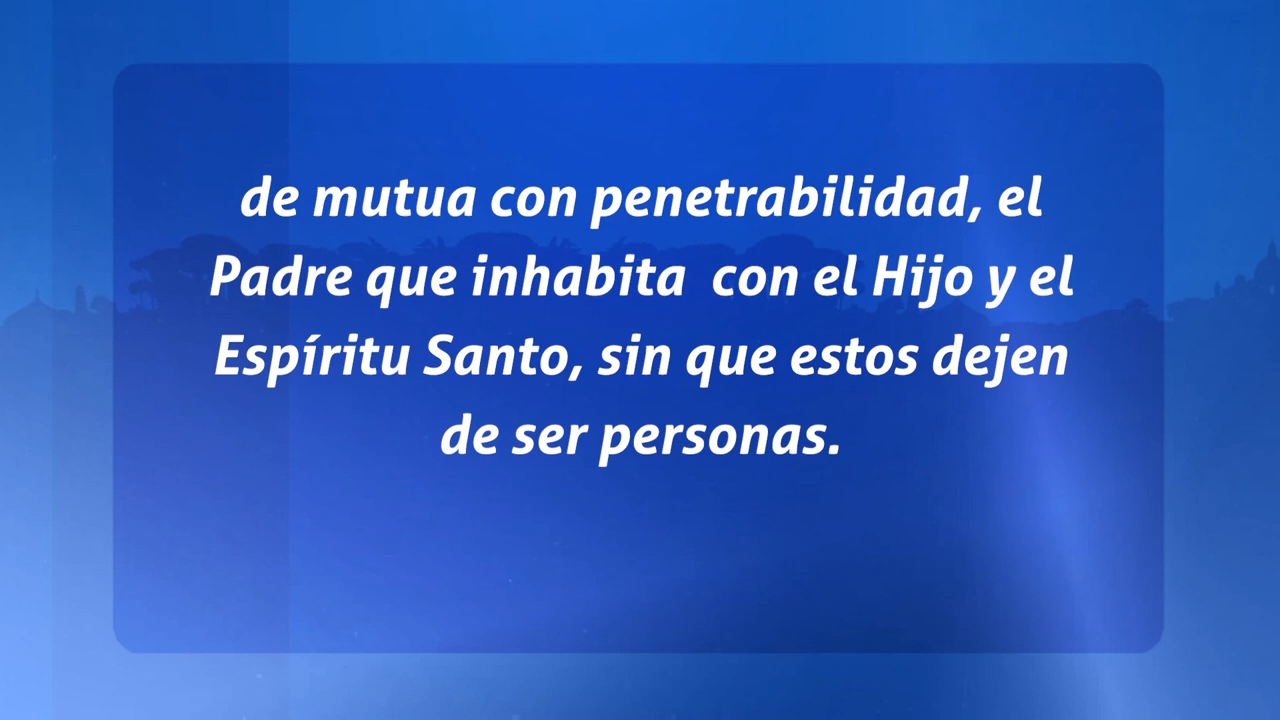 de mutua con penetrabilidad, el
Padre que inhabita  con el Hijo y el
Espíritu Santo, sin que estos dejen
de ser personas.